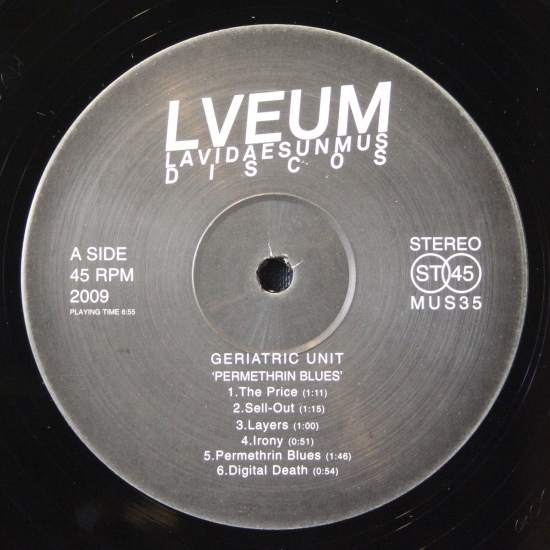 LVEUM
LAVIDAESUNMUS
DISCOS
A SIDE
45 RPM
2009
PLAYING TIME 6:55
STEREO
ST 45
MUS35
GERIATRIC UNIT
'PERMETHRIN BLUES'
1.The Price (1:11)
2.Sell-Out (1:15)
3.Layers (1:00)
4.Irony (0:51)
5.Permethrin Blues (1:46)
6.Digital Death (0:54)